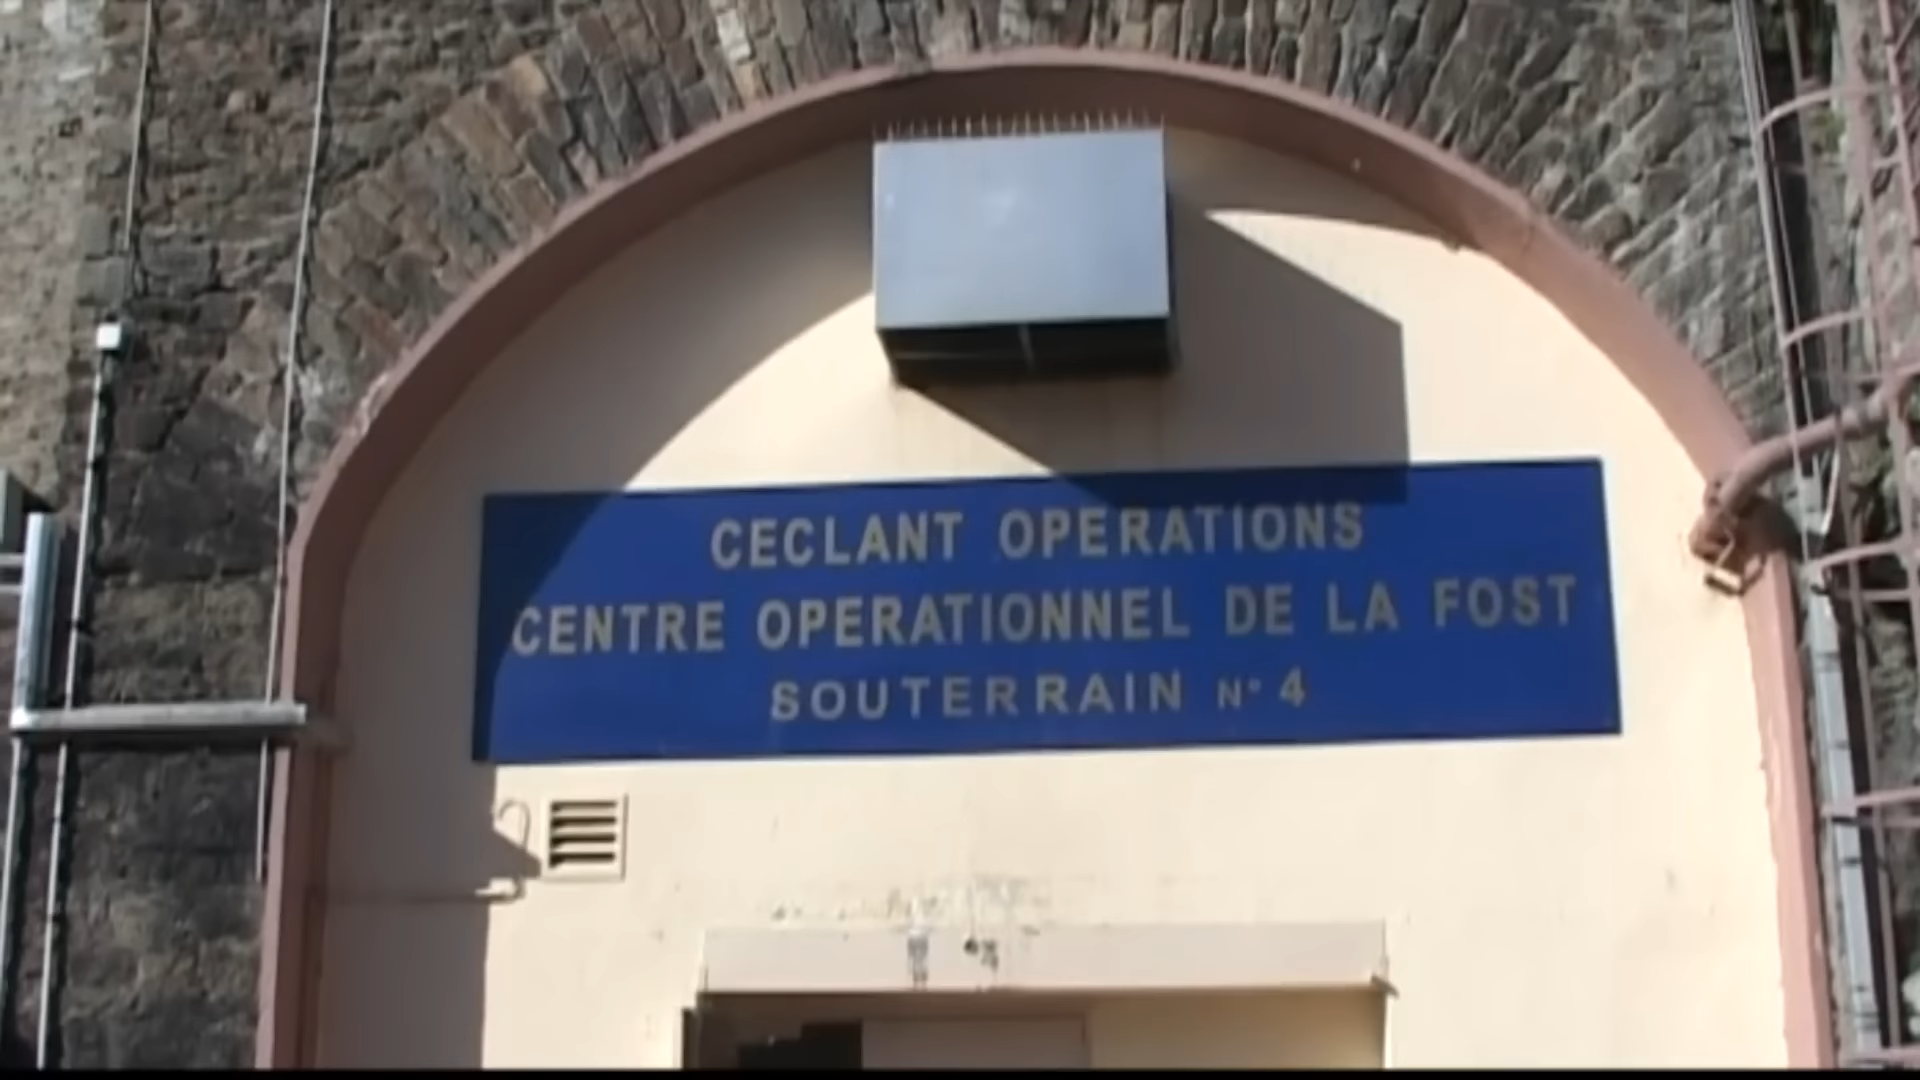 CECLANT OPERATIONS
CENTRE OPERATIONNEL DE LA FOST
SOUTERRAIN N° 4